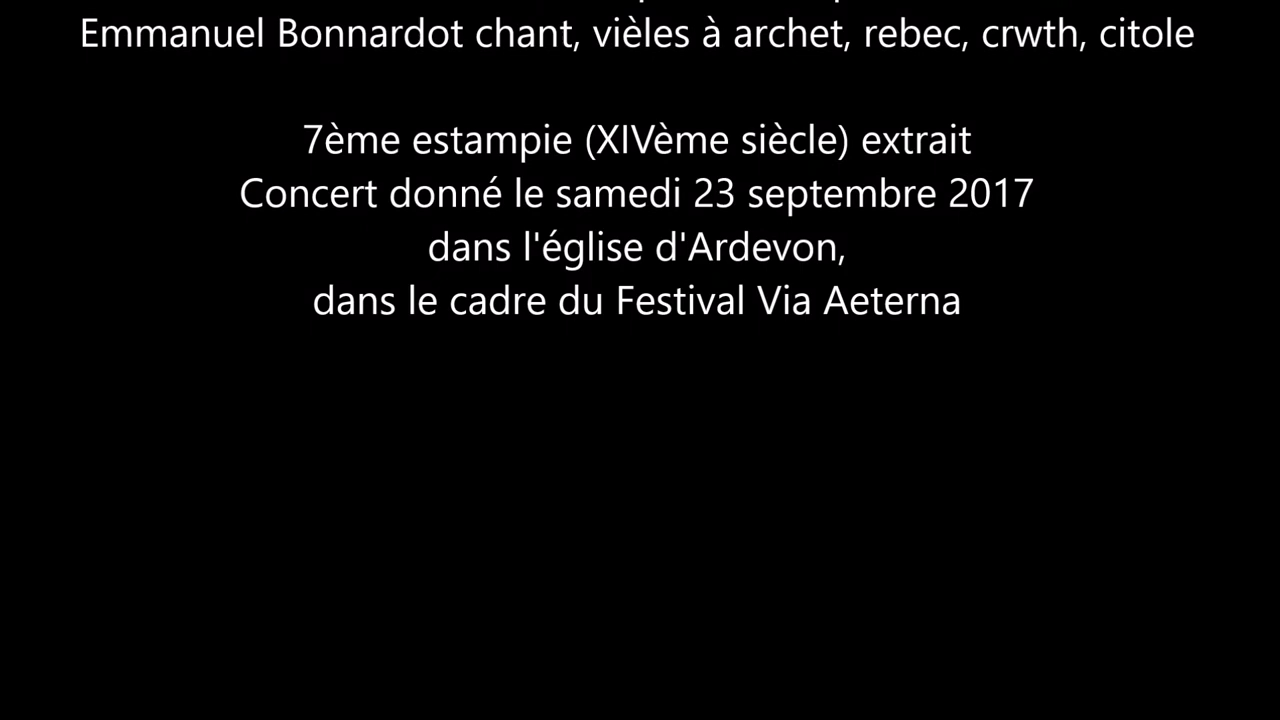 Emmanuel Bonnardot chant, vièles à archet, rebec, crwth, citole
7ème estampie (XIVème siècle) extrait
Concert donné le samedi 23 septembre 2017
dans l'église d'Ardevon,
dans le cadre du Festival Via Aeterna